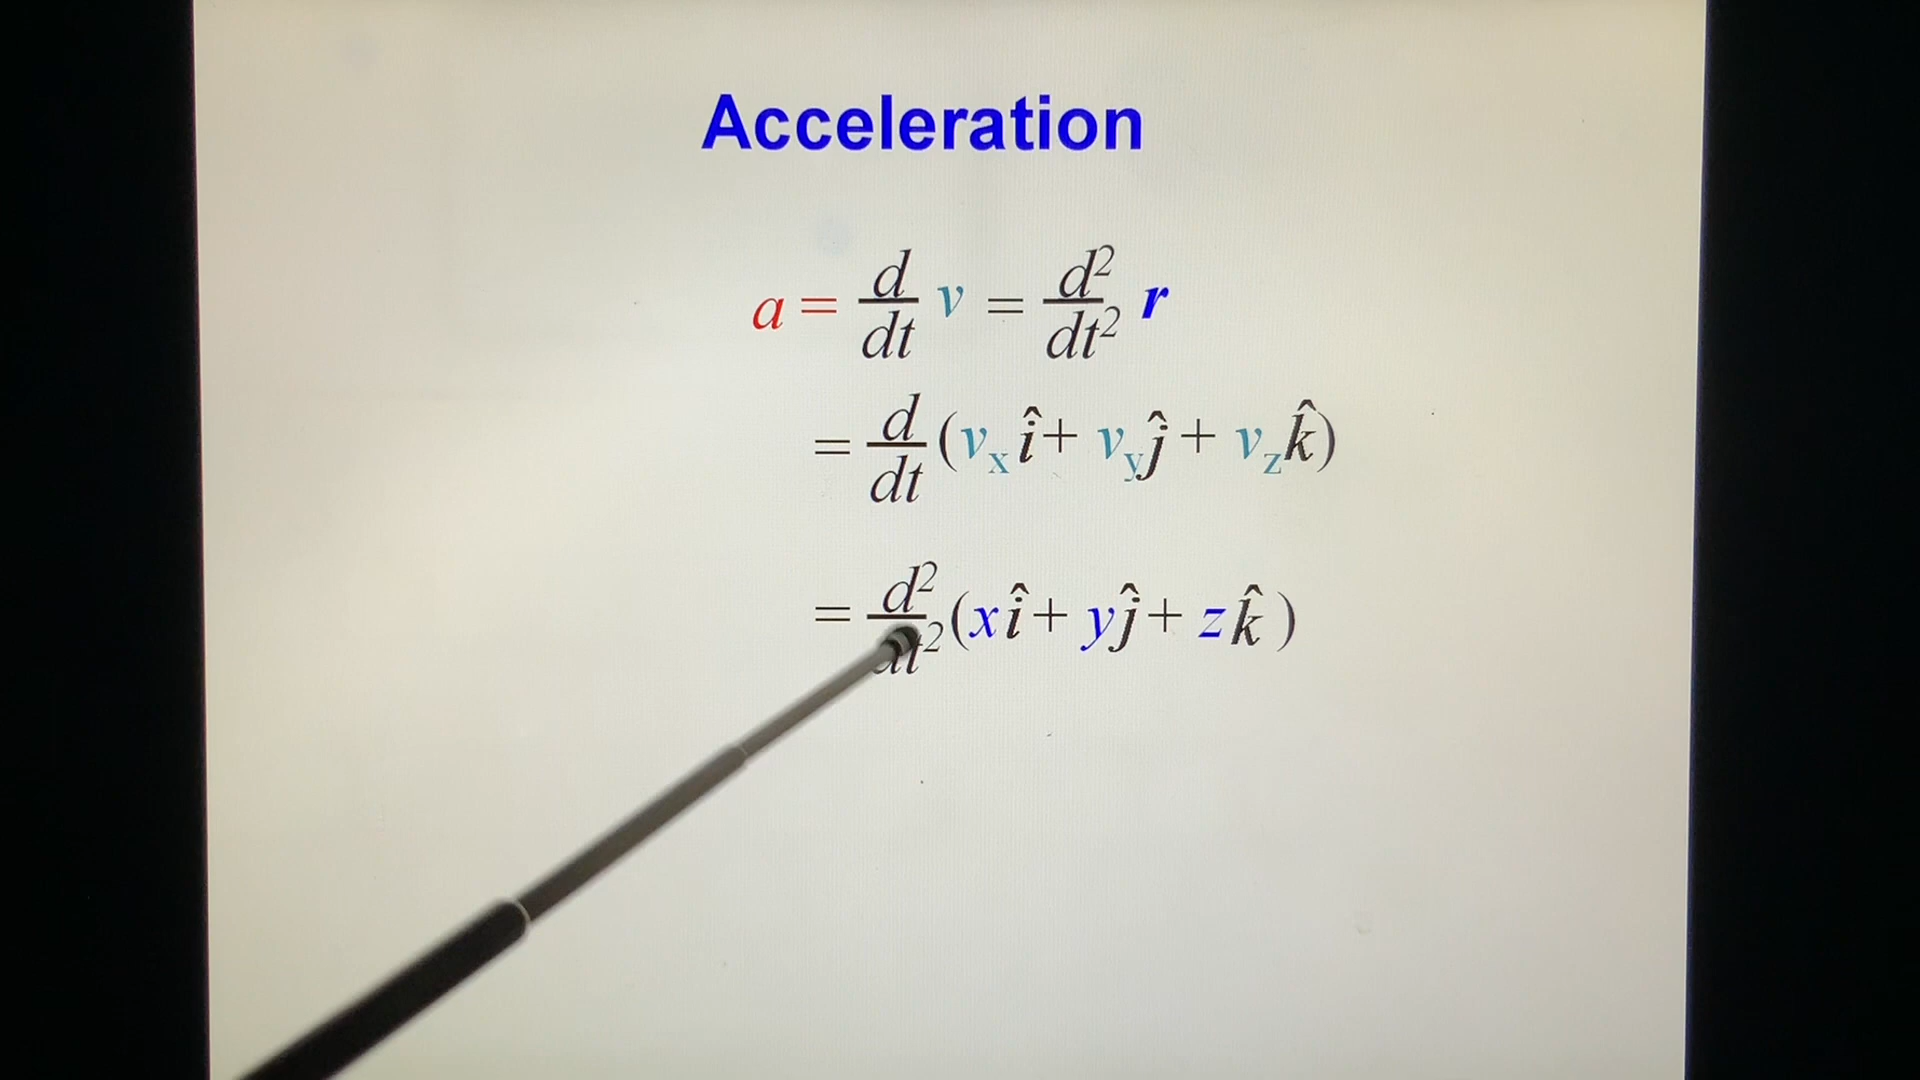 Acceleration
a = d/dt v = d²/dt² r
= d/dt (vₓ î + v_y ĵ + v_z k̂)
= d²/dt² (x î + y ĵ + z k̂)